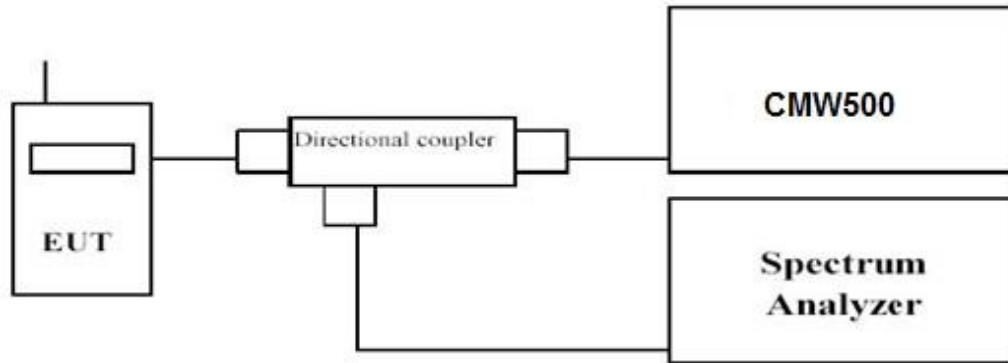 CMW500
Directional coupler
EUT
Spectrum
Analyzer